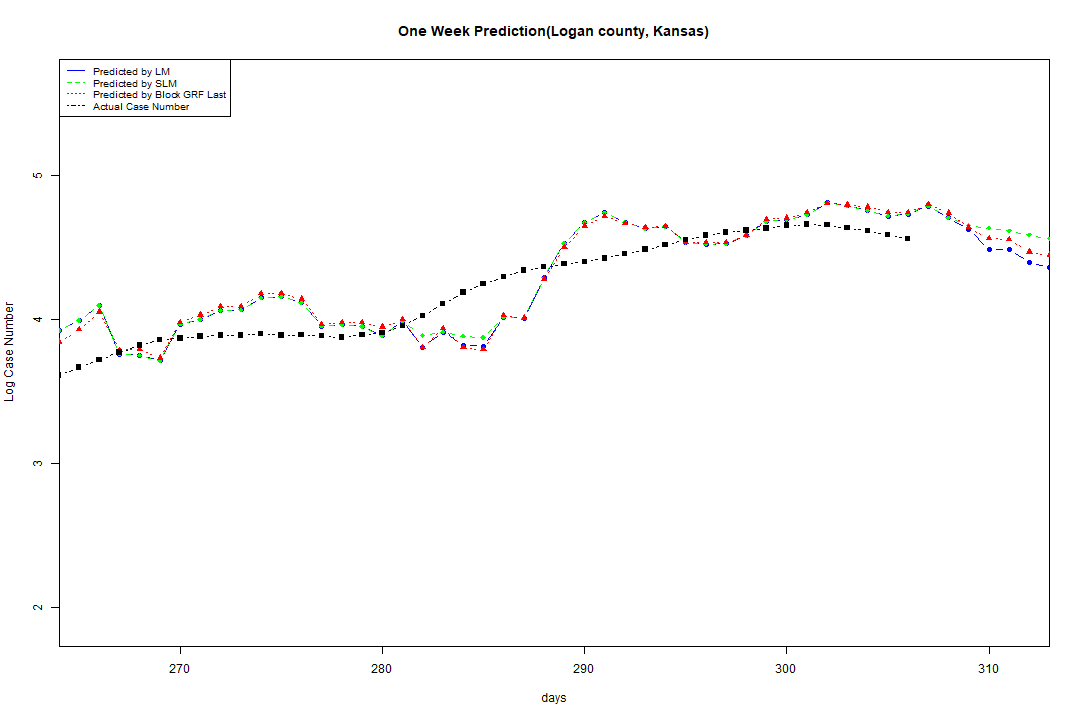 One Week Prediction(Logan county, Kansas)
Predicted by LM
Predicted by SLM
Predicted by Block GRF Last
Actual Case Number
5
4
3
2
Log Case Number
270 280 290 300 310
days